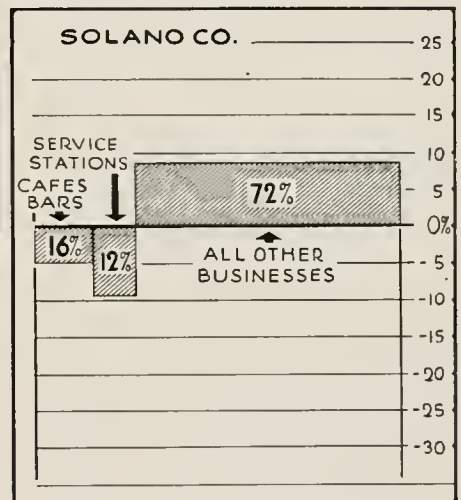 SOLANO CO.
25
20
15
10
5
0%
-5
-10
-15
-20
-25
-30
SERVICE
STATIONS
CAFES
BARS
16%
12%
72%
ALL OTHER
BUSINESSES